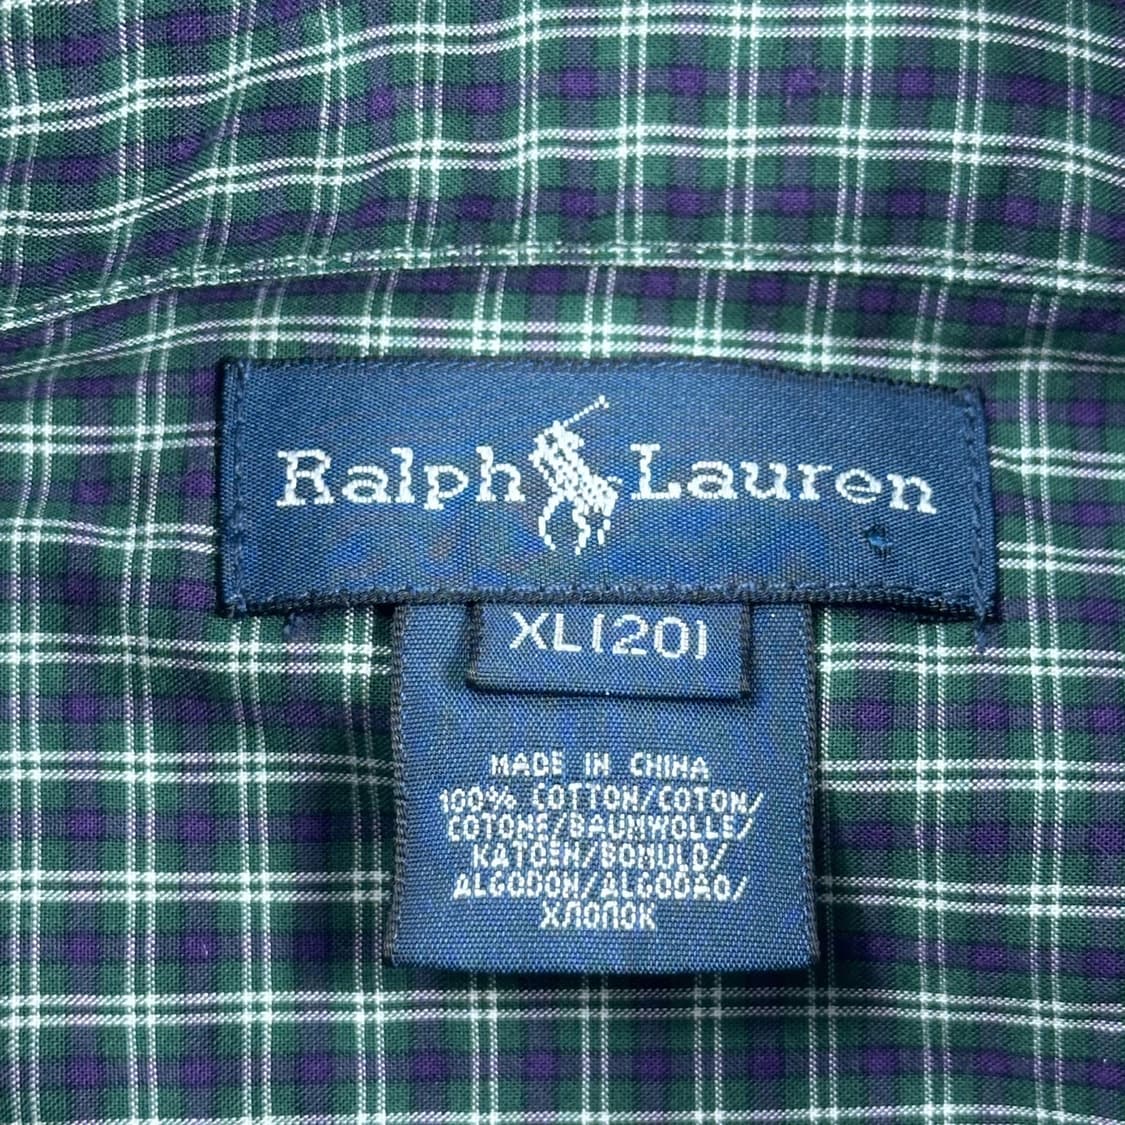 Ralph Lauren
XL(20)
MADE IN CHINA
100% COTTON/COTON/
COTONE/BAUMWOLLE/
KATOEN/BOMULD/
ALGODON/ALGODAO/
ХЛОПОК